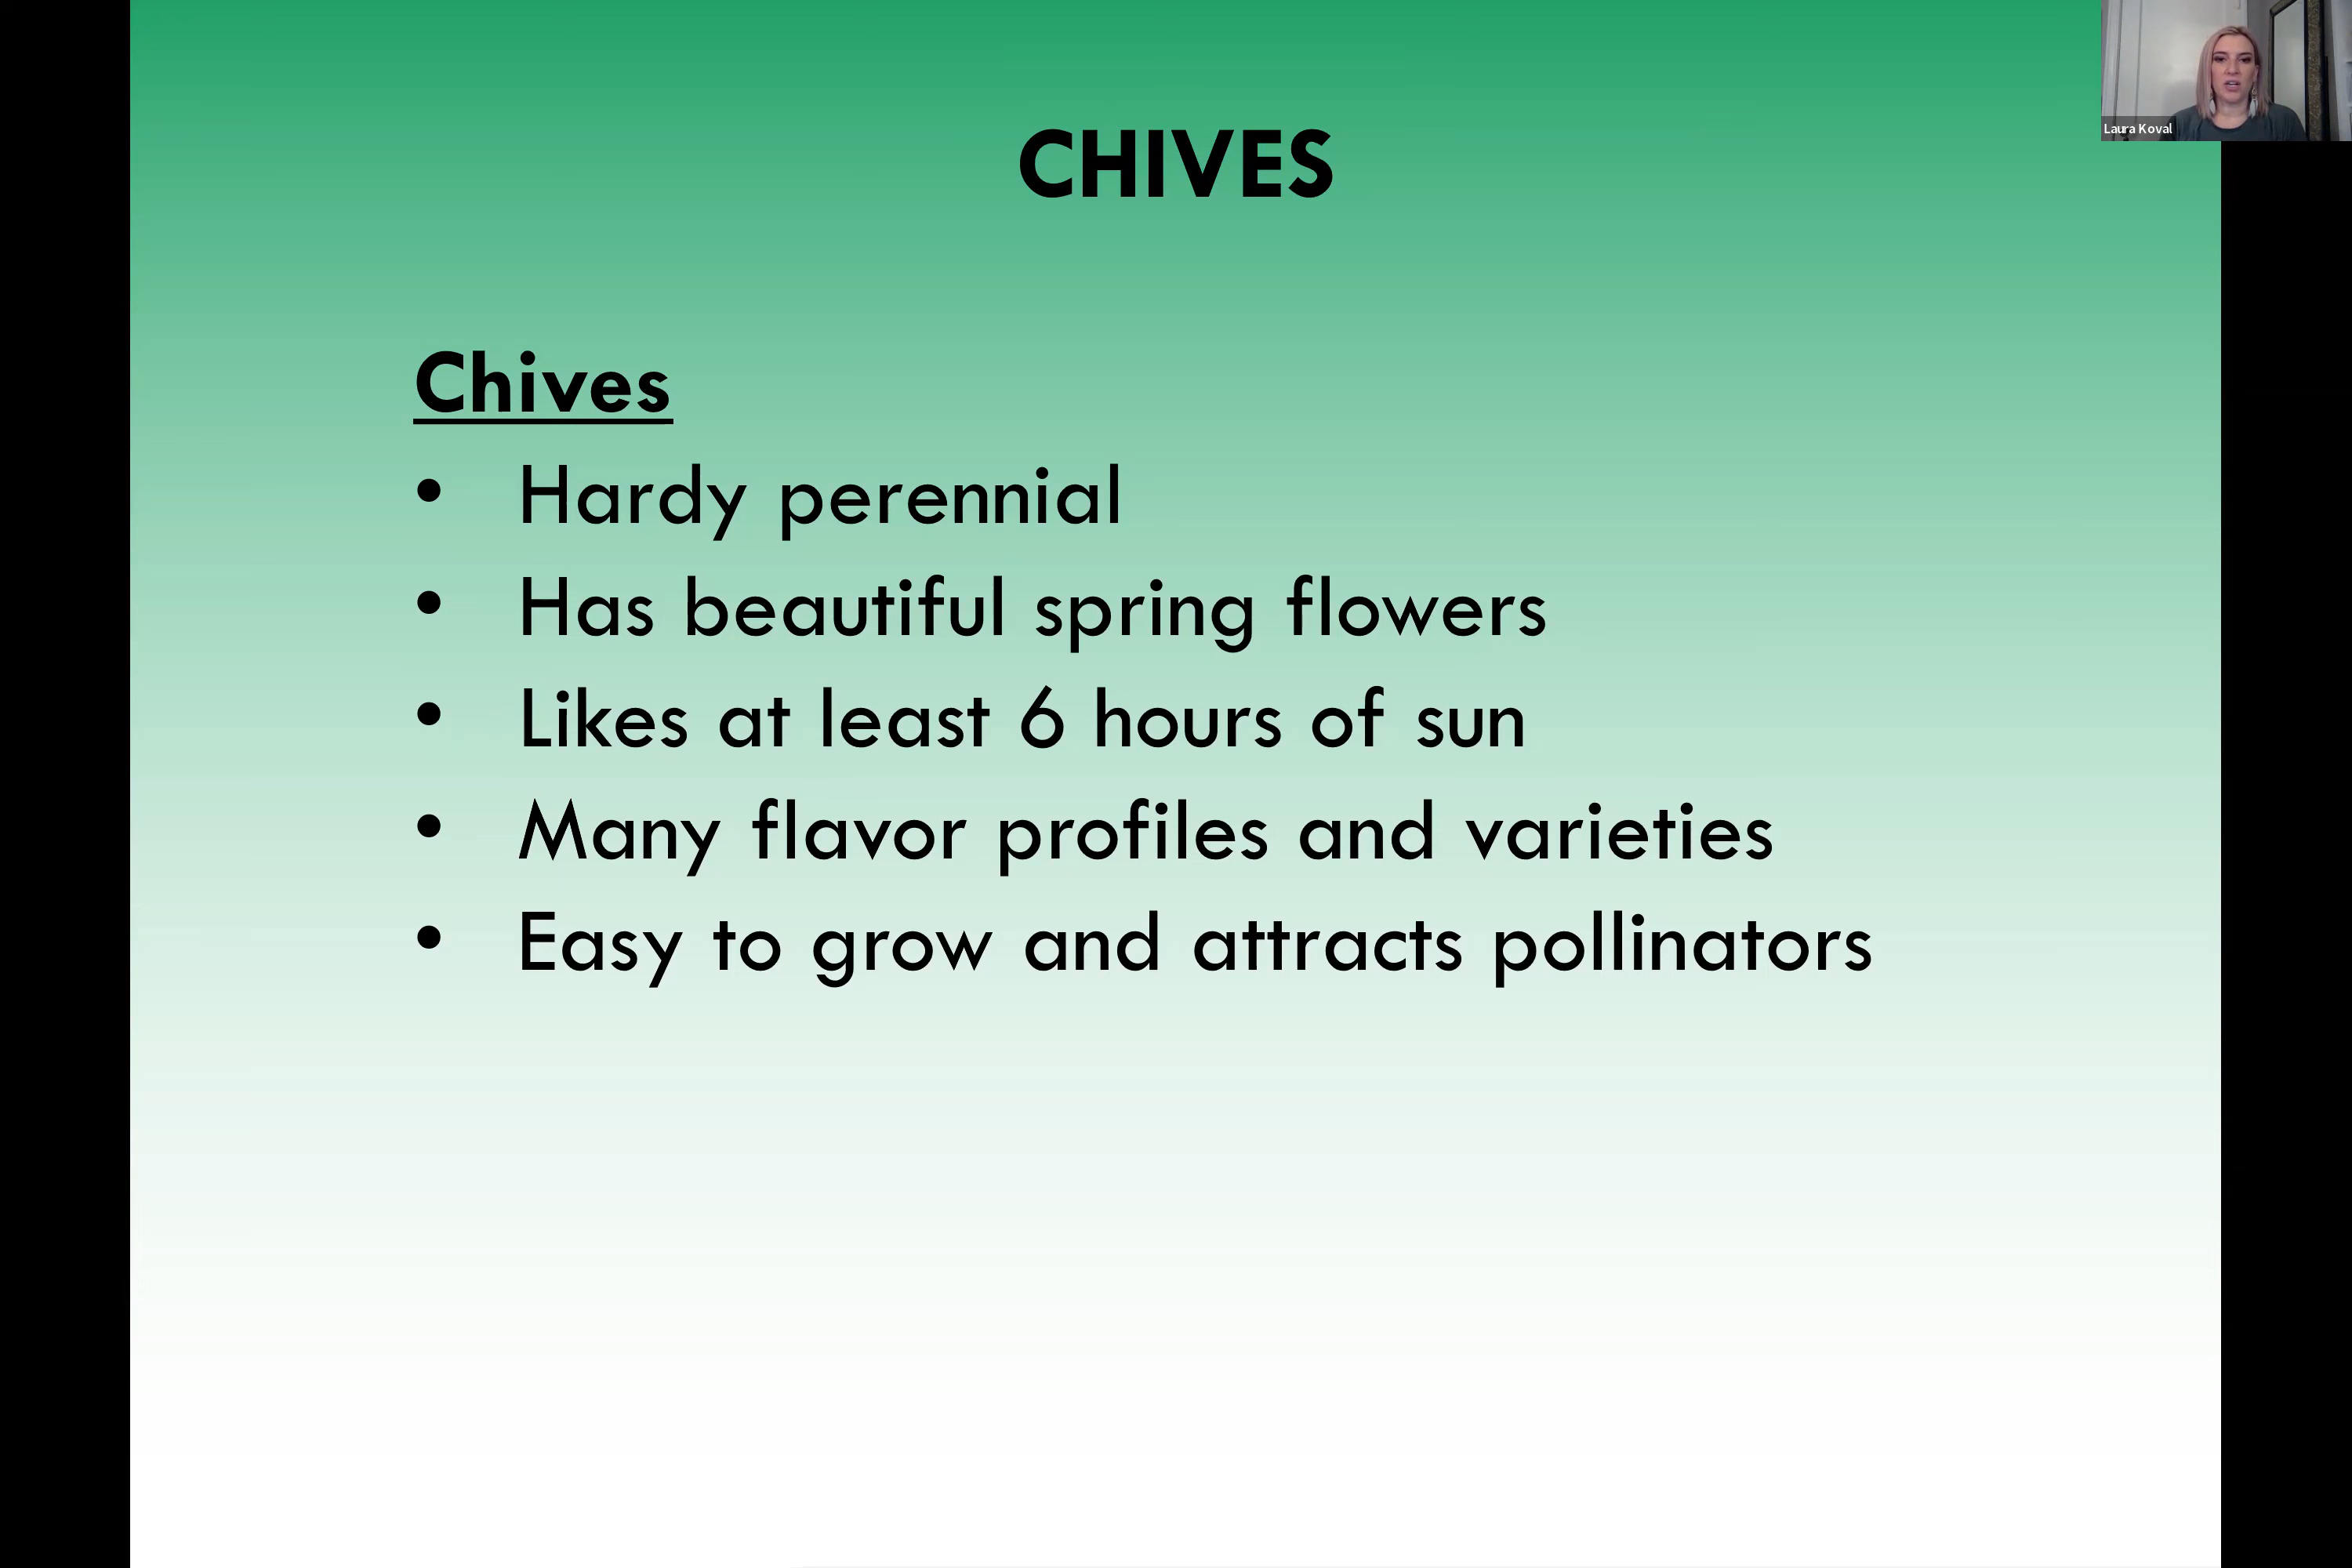 CHIVES
Laura Koval
Chives
• Hardy perennial
• Has beautiful spring flowers
• Likes at least 6 hours of sun
• Many flavor profiles and varieties
• Easy to grow and attracts pollinators